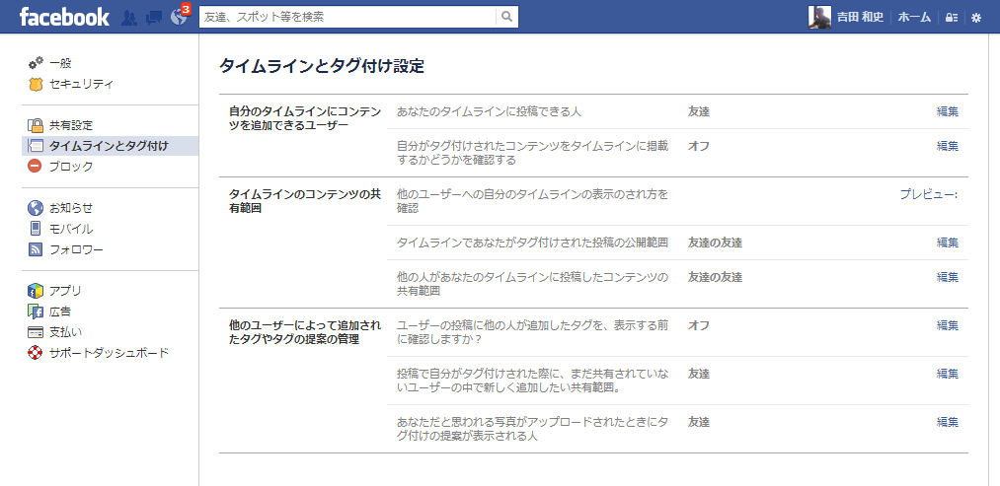 facebook
3
友達、スポット等を検索
吉田 和史
ホーム
一般
セキュリティ
共有設定
タイムラインとタグ付け
ブロック
お知らせ
モバイル
フォロワー
アプリ
広告
支払い
サポートダッシュボード
タイムラインとタグ付け設定
自分のタイムラインにコンテン
ツを追加できるユーザー
あなたのタイムラインに投稿できる人
友達
編集
自分がタグ付けされたコンテンツをタイムラインに掲載
するかどうかを確認する
オフ
編集
タイムラインのコンテンツの共
有範囲
他のユーザーへの自分のタイムラインの表示のされ方を
確認
プレビュー:
タイムラインであなたがタグ付けされた投稿の公開範囲
友達の友達
編集
他の人があなたのタイムラインに投稿したコンテンツの
共有範囲
友達の友達
編集
他のユーザーによって追加され
たタグやタグの提案の管理
ユーザーの投稿に他の人が追加したタグを、表示する前
に確認しますか？
オフ
編集
投稿で自分がタグ付けされた際に、まだ共有されていな
いユーザーの中で新しく追加したい共有範囲。
友達
編集
あなただと思われる写真がアップロードされたときにタ
グ付けの提案が表示される人
友達
編集